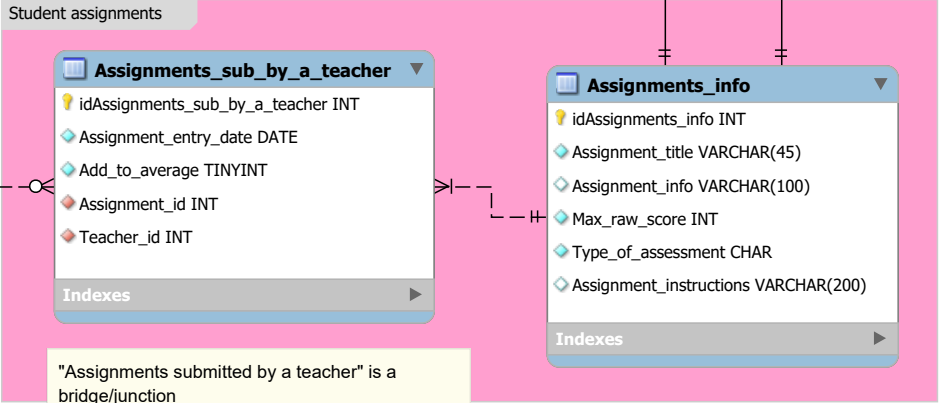 Student assignments
Assignments_sub_by_a_teacher
idAssignments_sub_by_a_teacher INT
Assignment_entry_date DATE
Add_to_average TINYINT
Assignment_id INT
Teacher_id INT
Indexes
Assignments_info
idAssignments_info INT
Assignment_title VARCHAR(45)
Assignment_info VARCHAR(100)
Max_raw_score INT
Type_of_assessment CHAR
Assignment_instructions VARCHAR(200)
Indexes
"Assignments submitted by a teacher" is a
bridge/junction